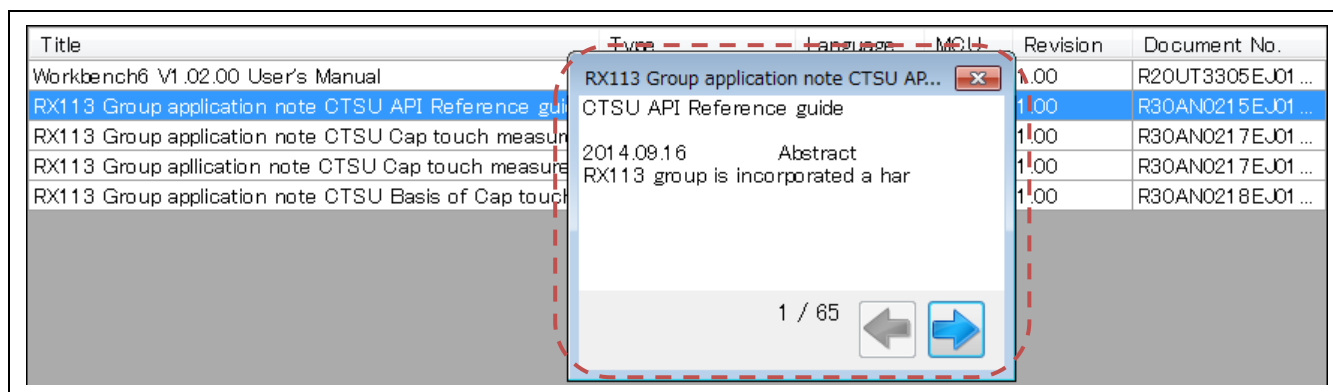 Title Type Language MCU Revision Document No.
Workbench6 V1.02.00 User's Manual 1.00 R20UT3305EJ01...
RX113 Group application note CTSU API Reference gui 1.00 R30AN0215EJ01...
RX113 Group application note CTSU Cap touch measur 1.00 R30AN0217EJ01...
RX113 Group apllication note CTSU Cap touch measure 1.00 R30AN0217EJ01...
RX113 Group application note CTSU Basis of Cap touch 1.00 R30AN0218EJ01...
RX113 Group application note CTSU AP...
CTSU API Reference guide
2014.09.16 Abstract
RX113 group is incorporated a har
1 / 65